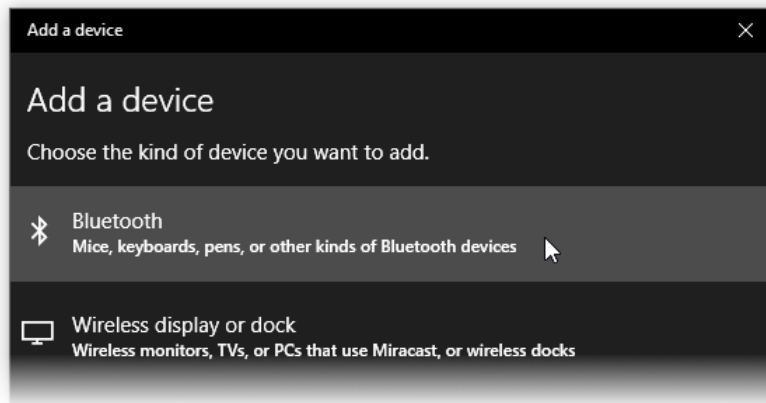 Add a device
Add a device
Choose the kind of device you want to add.
Bluetooth
Mice, keyboards, pens, or other kinds of Bluetooth devices
Wireless display or dock
Wireless monitors, TVs, or PCs that use Miracast, or wireless docks